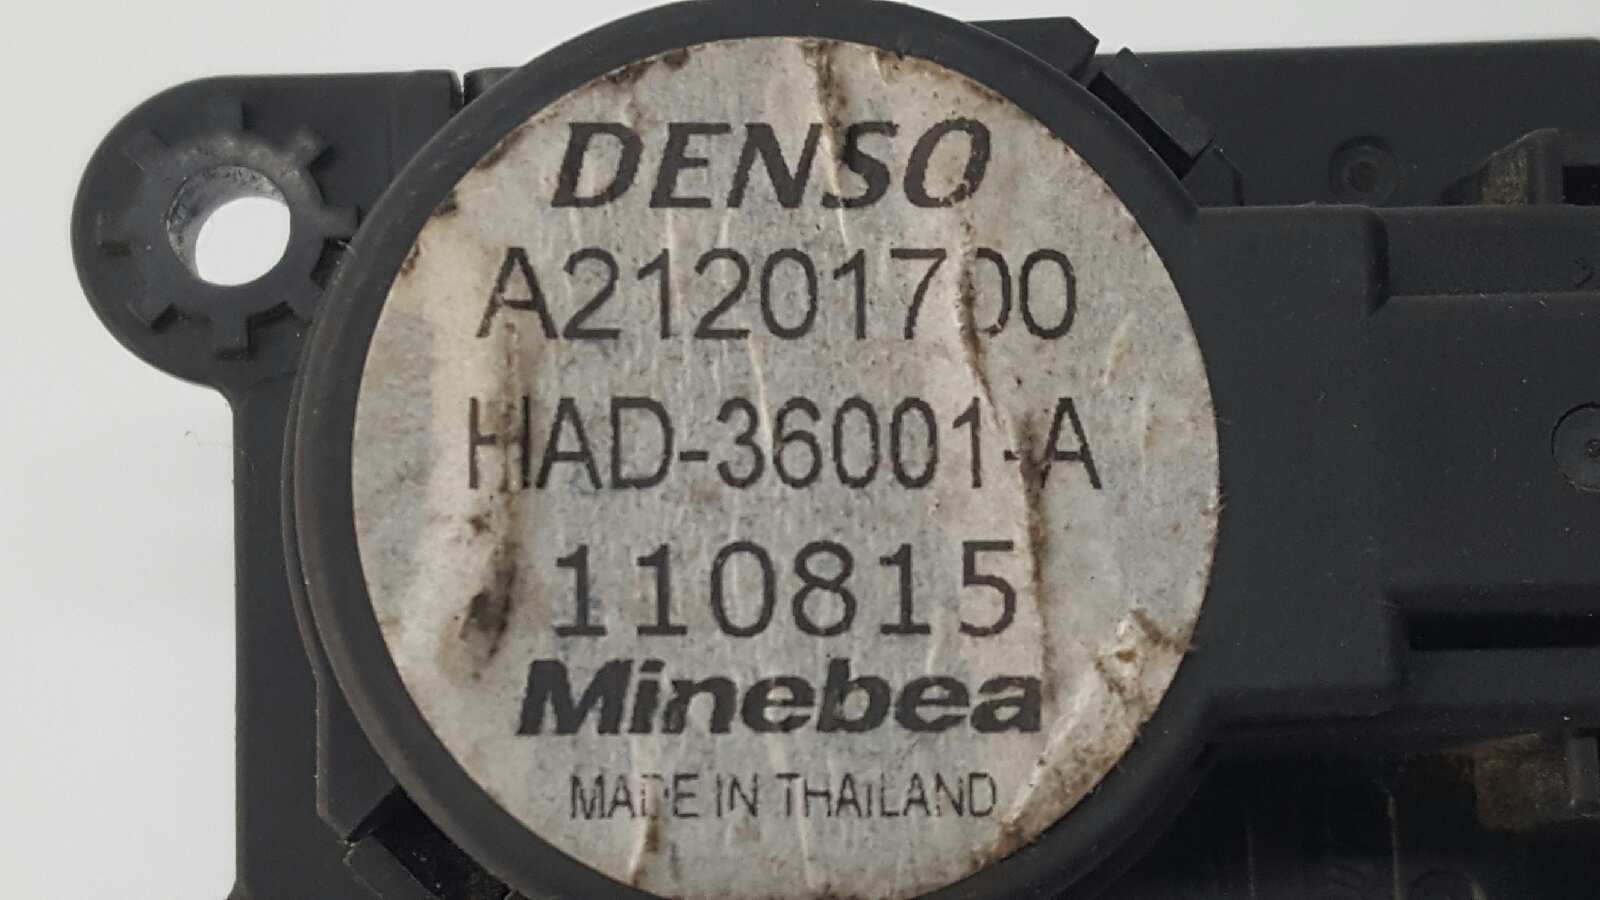 DENSO
A21201700
HAD-36001-A
110815
Minebea
MADE IN THAILAND